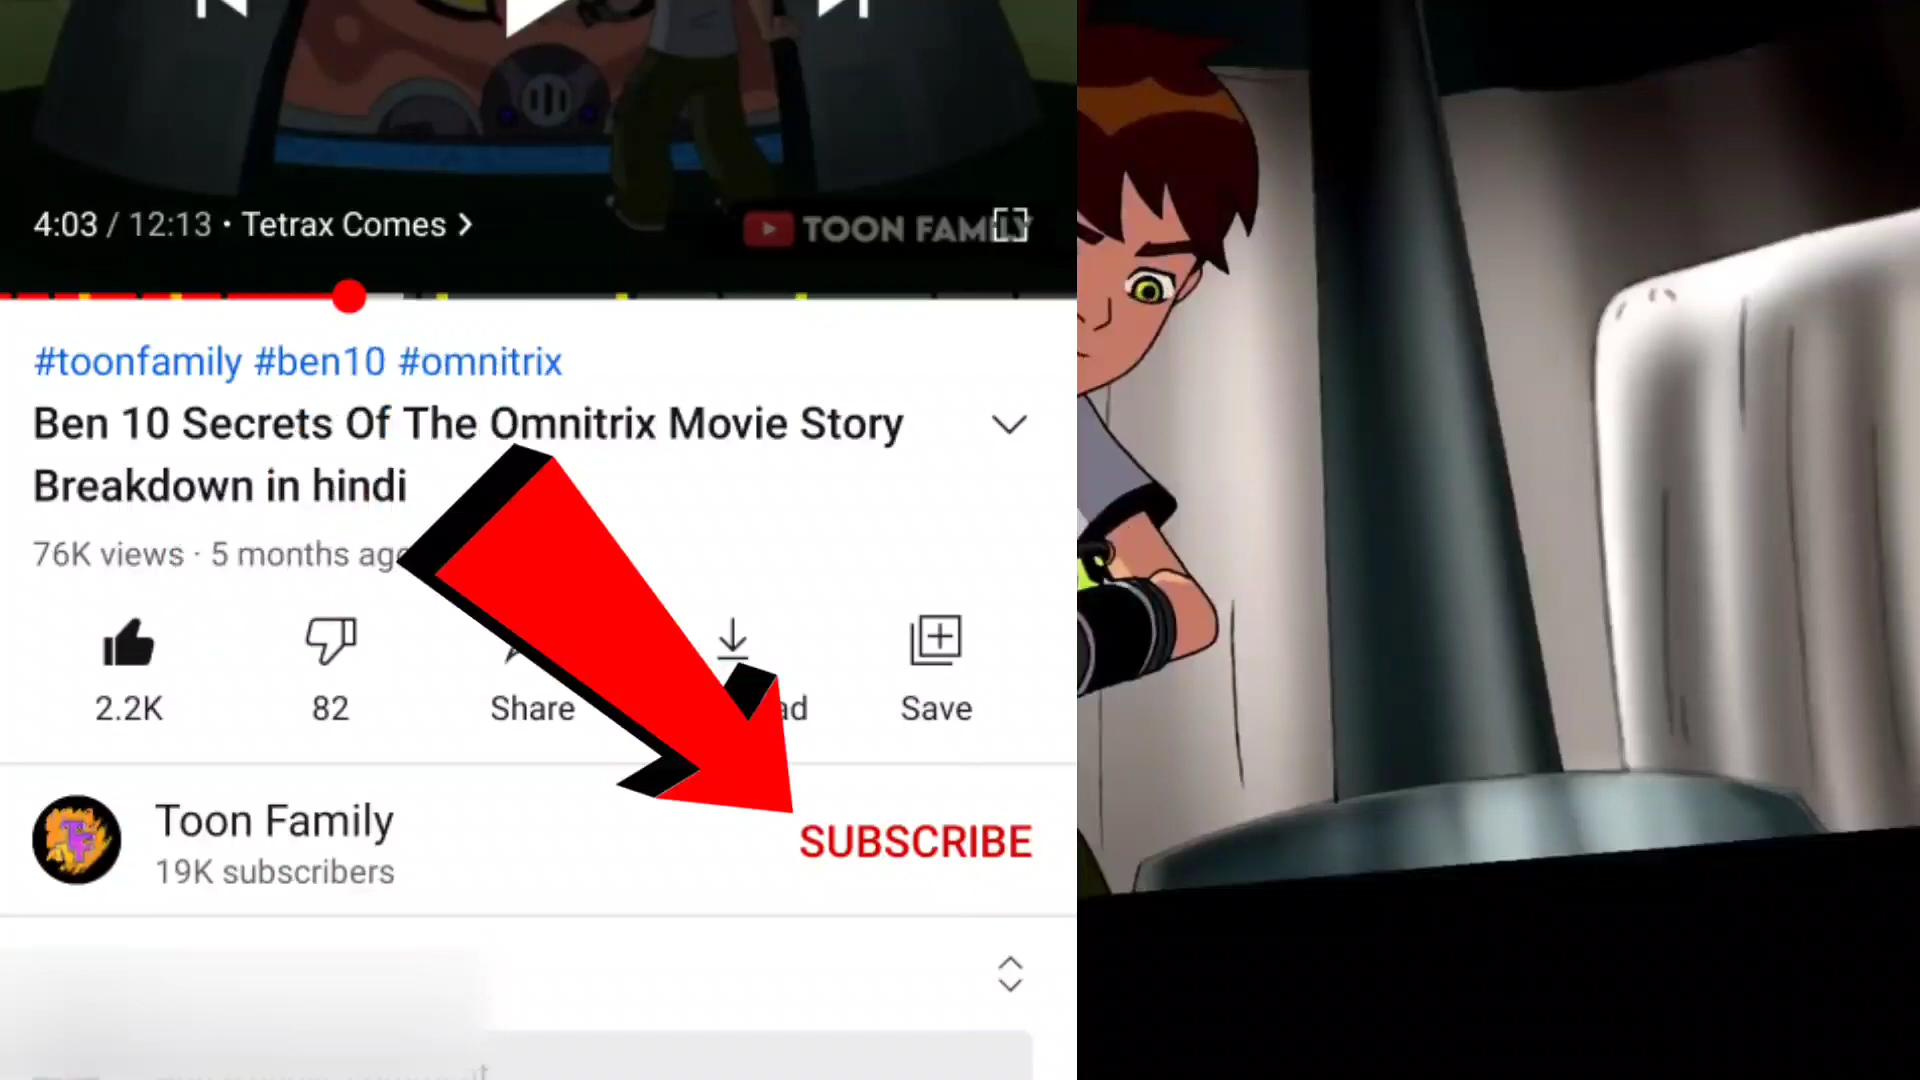 4:03 / 12:13 · Tetrax Comes
TOON FAMILY
#toonfamily #ben10 #omnitrix
Ben 10 Secrets Of The Omnitrix Movie Story
Breakdown in hindi
76K views · 5 months ago
2.2K
82
Share
Save
Toon Family
19K subscribers
SUBSCRIBE